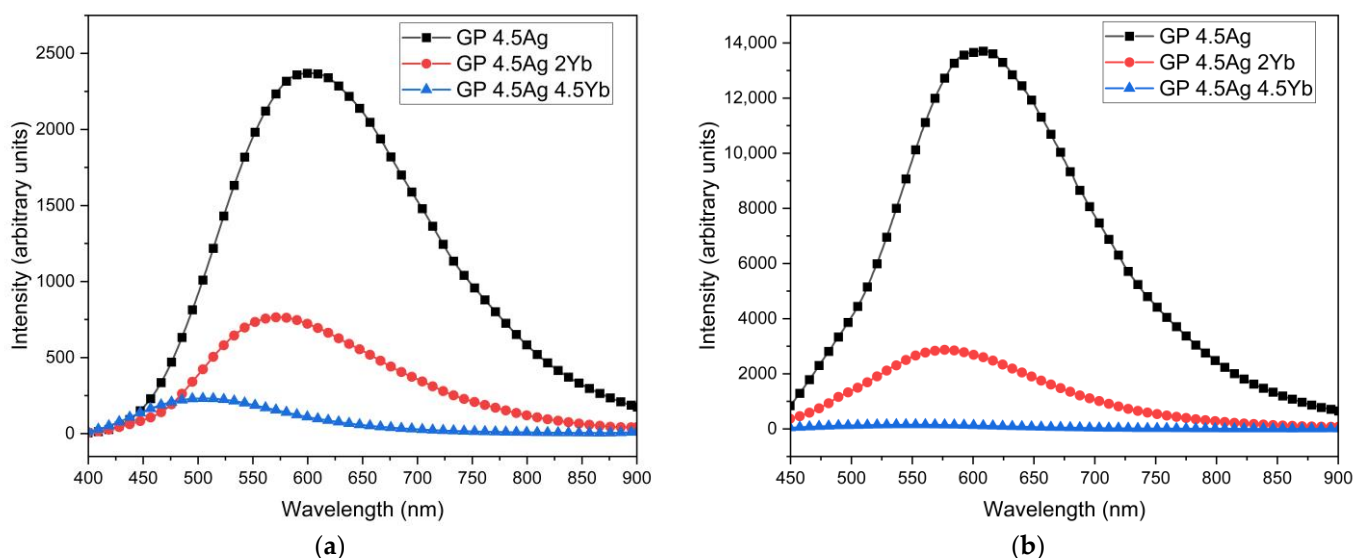 GP 4.5Ag
GP 4.5Ag 2Yb
GP 4.5Ag 4.5Yb
2500
2000
1500
1000
500
0
Intensity (arbitrary units)
400 450 500 550 600 650 700 750 800 850 900
Wavelength (nm)
(a)
GP 4.5Ag
GP 4.5Ag 2Yb
GP 4.5Ag 4.5Yb
14,000
12,000
10,000
8000
6000
4000
2000
0
Intensity (arbitrary units)
450 500 550 600 650 700 750 800 850 900
Wavelength (nm)
(b)